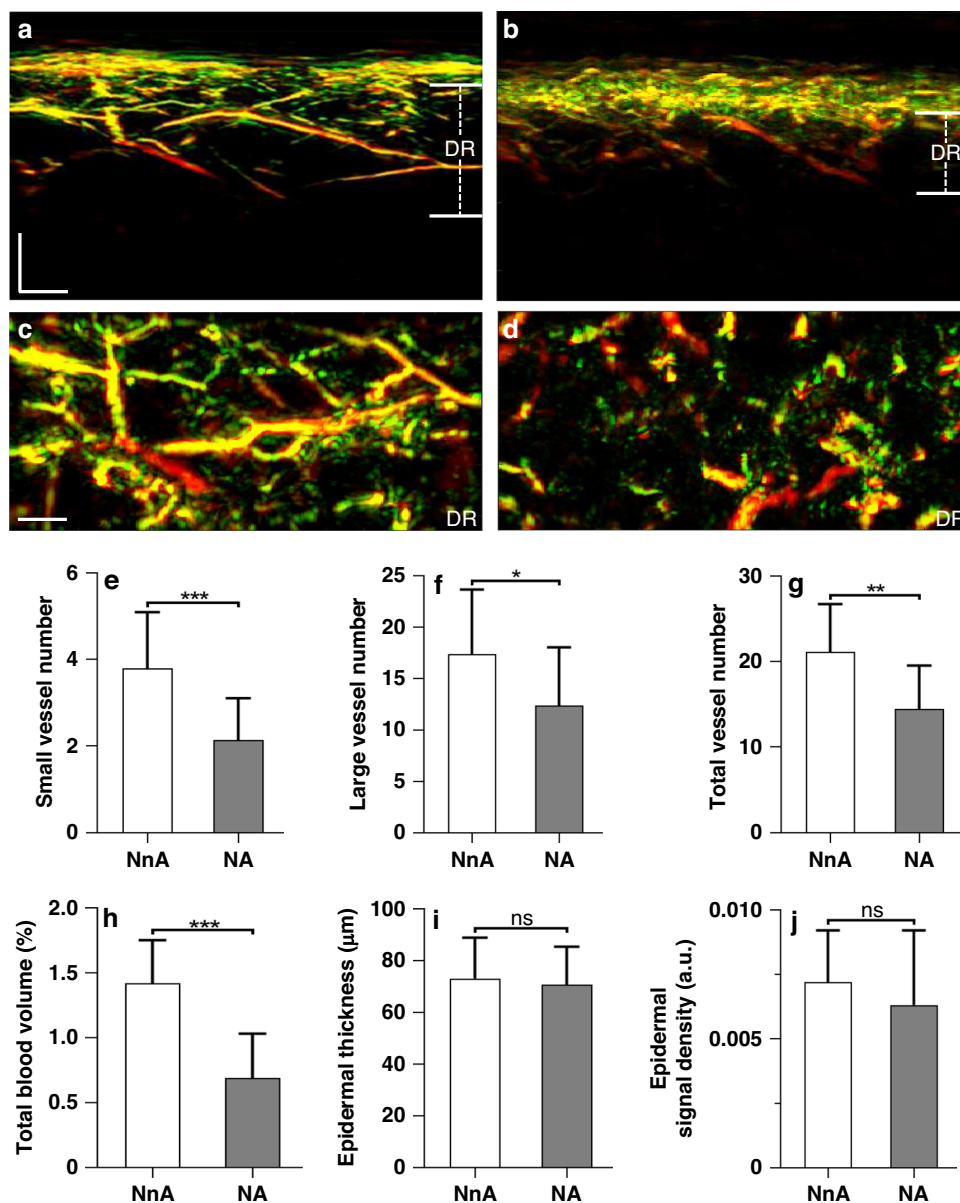 a
b
DR
DR
c
d
DR
DR
e
6
4
2
0
Small vessel number
***
NnA
NA
f
25
20
15
10
5
0
Large vessel number
*
NnA
NA
g
30
20
10
0
Total vessel number
**
NnA
NA
h
2.0
1.5
1.0
0.5
0
Total blood volume (%)
***
NnA
NA
i
100
80
60
40
20
0
Epidermal thickness (μm)
ns
NnA
NA
j
0.010
0.005
0
Epidermal
signal density (a.u.)
ns
NnA
NA